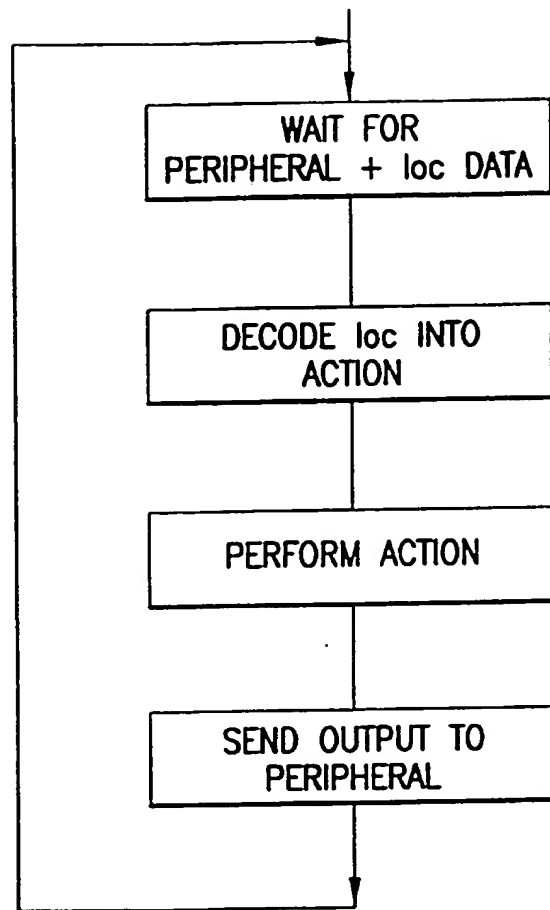 WAIT FOR
PERIPHERAL + loc DATA
DECODE loc INTO
ACTION
PERFORM ACTION
SEND OUTPUT TO
PERIPHERAL